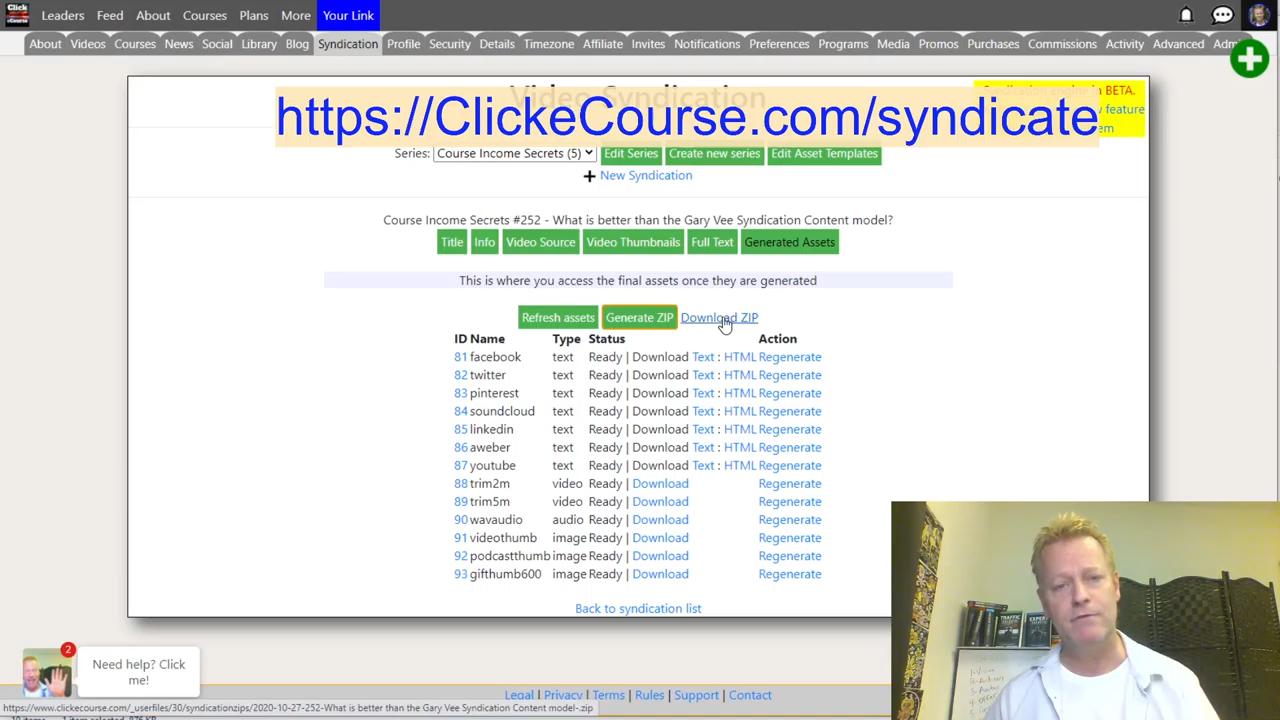 Click eCourse Leaders Feed About Courses Plans More Your Link
About Videos Courses News Social Library Blog Syndication Profile Security Details Timezone Affiliate Invites Notifications Preferences Programs Media Promos Purchases Commissions Activity Advanced
https://ClickeCourse.com/syndicate
Series: Course Income Secrets (5) Edit Series Create new series Edit Asset Templates
New Syndication
Course Income Secrets #252 - What is better than the Gary Vee Syndication Content model?
Title Info Video Source Video Thumbnails Full Text Generated Assets
This is where you access the final assets once they are generated
Refresh assets Generate ZIP Download ZIP
ID Name Type Status Action
81 facebook text Ready | Download Text : HTML Regenerate
82 twitter text Ready | Download Text : HTML Regenerate
83 pinterest text Ready | Download Text : HTML Regenerate
84 soundcloud text Ready | Download Text : HTML Regenerate
85 linkedin text Ready | Download Text : HTML Regenerate
86 aweber text Ready | Download Text : HTML Regenerate
87 youtube text Ready | Download Text : HTML Regenerate
88 trim2m video Ready | Download Regenerate
89 trim5m video Ready | Download Regenerate
90 wavaudio audio Ready | Download Regenerate
91 videothumb image Ready | Download Regenerate
92 podcastthumb image Ready | Download Regenerate
93 gifthumb600 image Ready | Download Regenerate
Back to syndication list
TRAFFIC SECRETS EXPERT SECRETS
2
Need help? Click
me!
Legal | Privacy | Terms | Rules | Support | Contact
https://www.clickecourse.com/_userfiles/30/syndicationzips/2020-10-27-252-What is better than the Gary Vee Syndication Content model-.zip